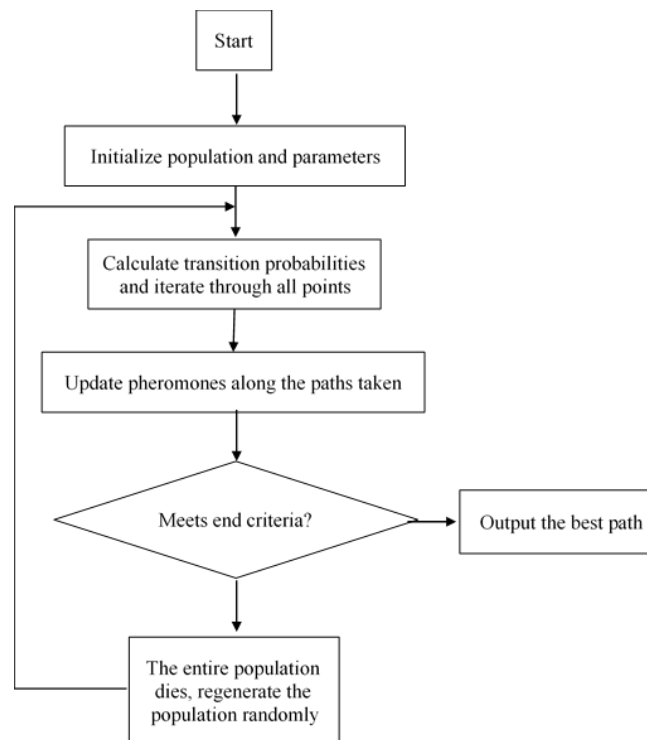 Start
Initialize population and parameters
Calculate transition probabilities
and iterate through all points
Update pheromones along the paths taken
Meets end criteria?
Output the best path
The entire population
dies, regenerate the
population randomly